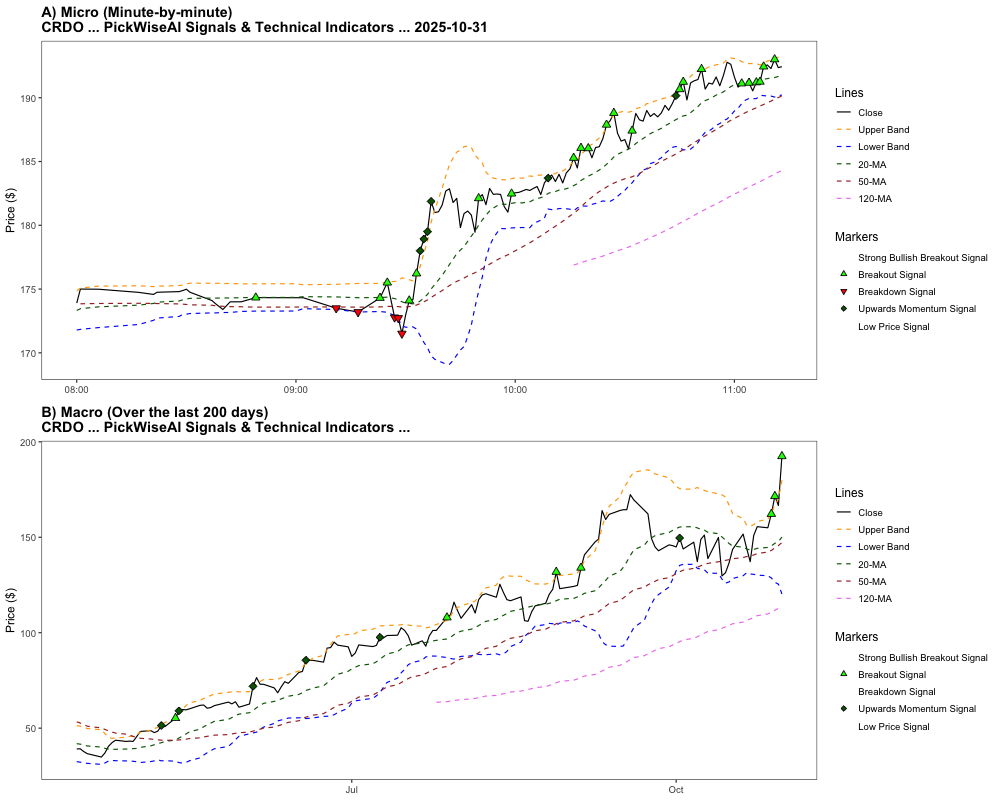 A) Micro (Minute-by-minute)
CRDO ... PickWiseAI Signals & Technical Indicators ... 2025-10-31
Price ($)
190
185
180
175
170
08:00
09:00
10:00
11:00
Lines
Close
Upper Band
Lower Band
20-MA
50-MA
120-MA
Markers
Strong Bullish Breakout Signal
Breakout Signal
Breakdown Signal
Upwards Momentum Signal
Low Price Signal
B) Macro (Over the last 200 days)
CRDO ... PickWiseAI Signals & Technical Indicators ...
Price ($)
200
150
100
50
Jul
Oct
Lines
Close
Upper Band
Lower Band
20-MA
50-MA
120-MA
Markers
Strong Bullish Breakout Signal
Breakout Signal
Breakdown Signal
Upwards Momentum Signal
Low Price Signal